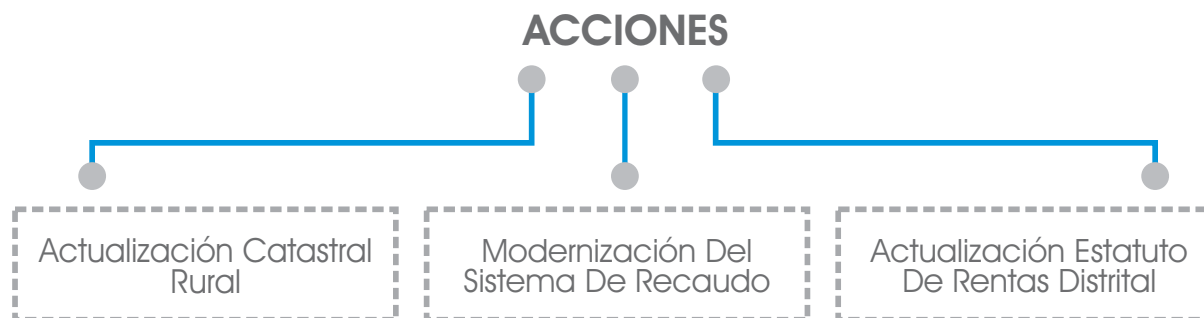 ACCIONES
Actualización Catastral
Rural
Modernización Del
Sistema De Recaudo
Actualización Estatuto
De Rentas Distrital